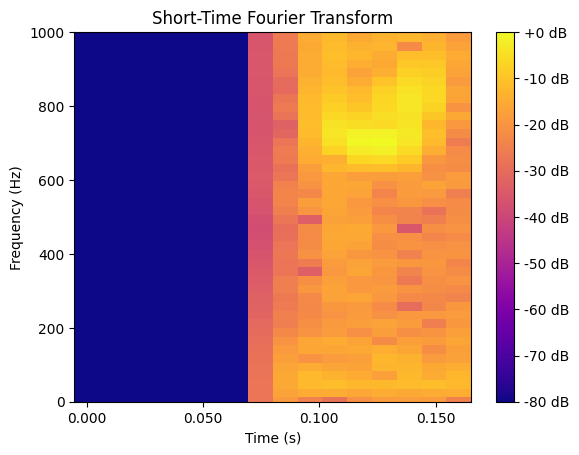 Short-Time Fourier Transform
Frequency (Hz)
1000
800
600
400
200
0
0.000
0.050
0.100
0.150
Time (s)
+0 dB
-10 dB
-20 dB
-30 dB
-40 dB
-50 dB
-60 dB
-70 dB
-80 dB